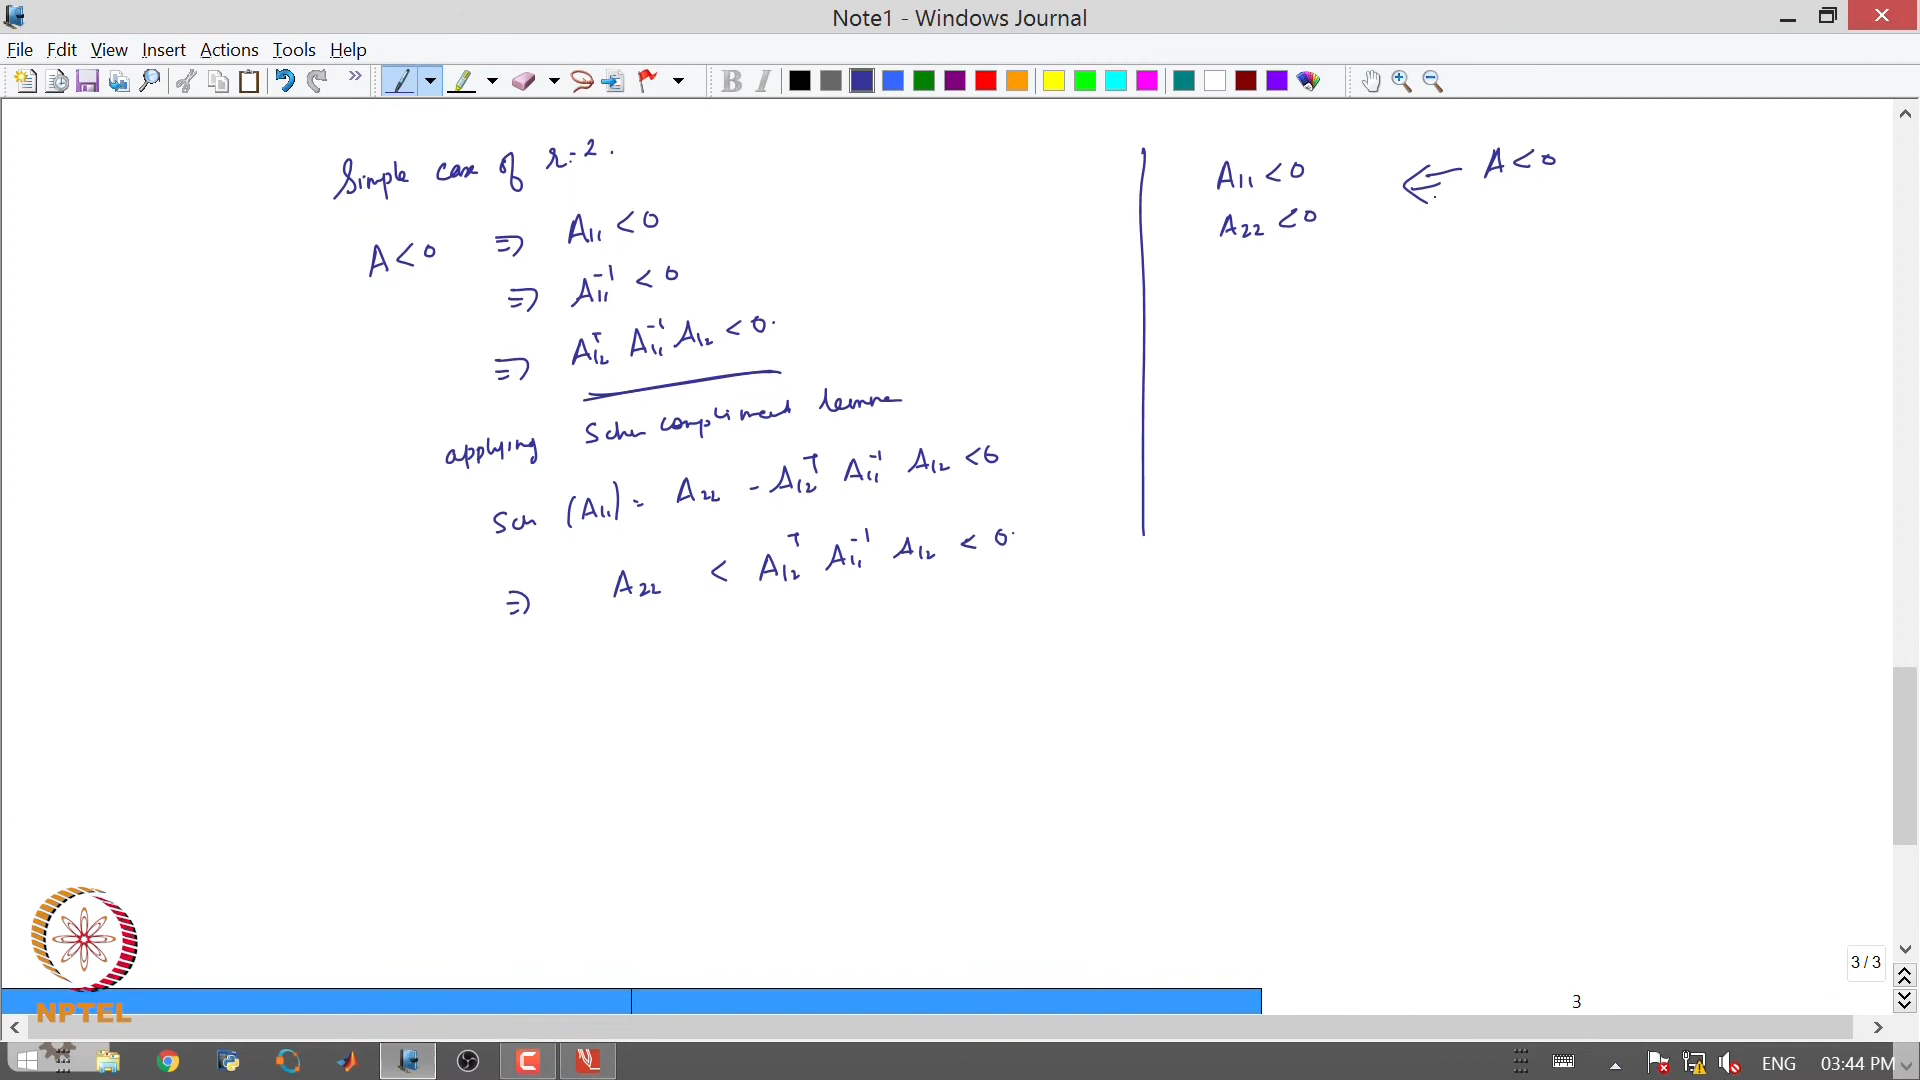 Note1 - Windows Journal
File Edit View Insert Actions Tools Help
B I
Simple case of r=2.
A < 0 ⇒ A₁₁ < 0
⇒ A₁₁⁻¹ < 0
⇒ A₁₂ᵀ A₁₁⁻¹ A₁₂ < 0.
applying Schur compliment lemma
Sch (A₁₁) = A₂₂ - A₁₂ᵀ A₁₁⁻¹ A₁₂ < 0
⇒ A₂₂ < A₁₂ᵀ A₁₁⁻¹ A₁₂ < 0.
A₁₁ < 0 ⇐ A < 0
A₂₂ < 0
3 / 3
3
NPTEL
ENG 03:44 PM